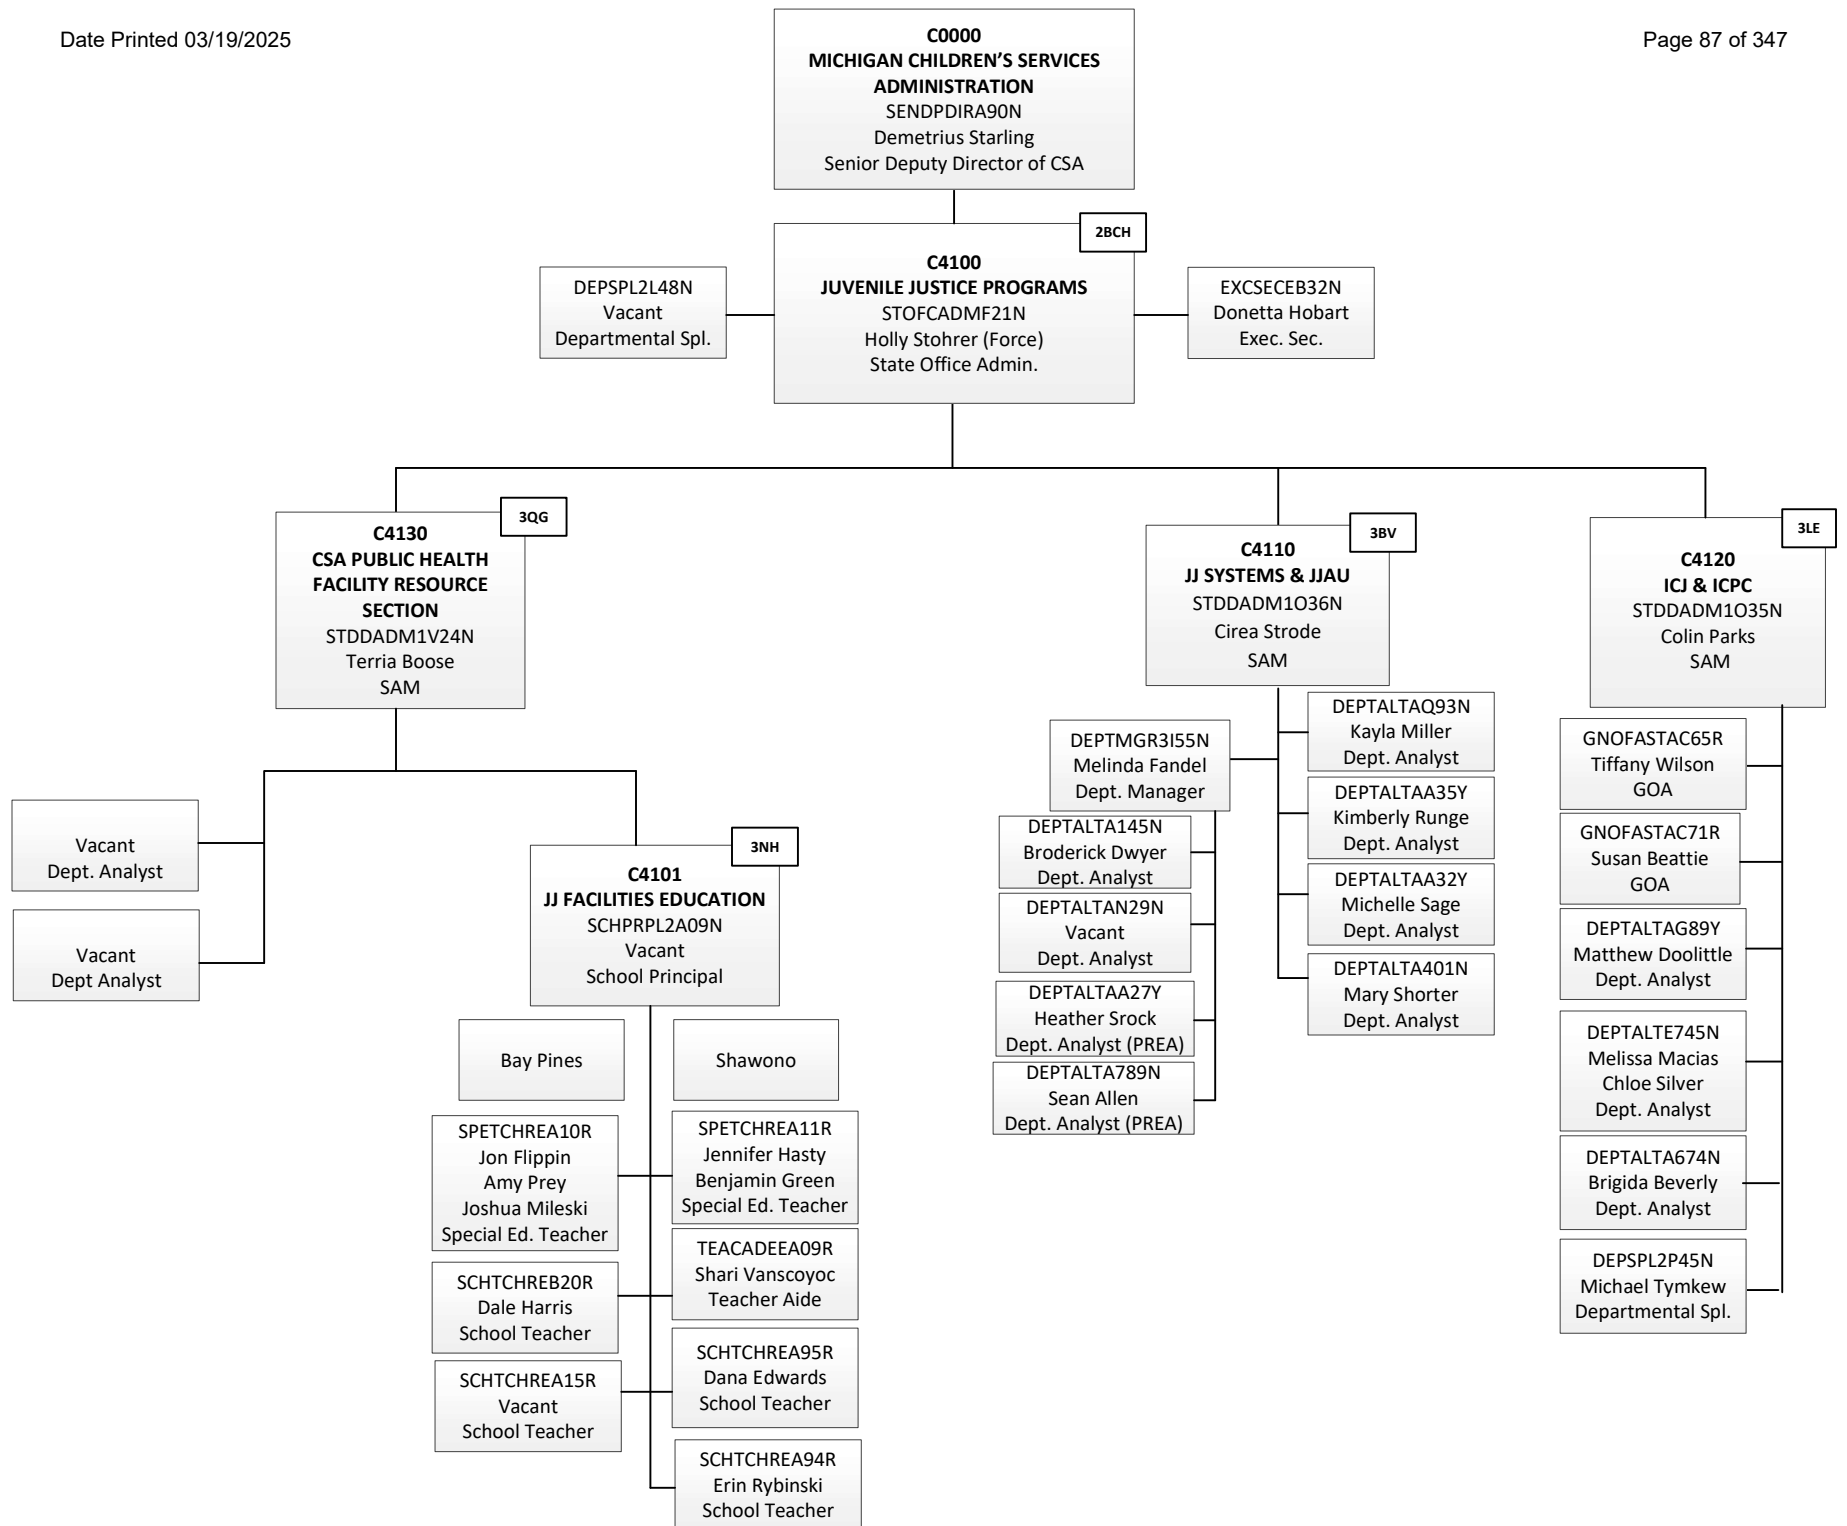 Date Printed 03/19/2025
Page 87 of 347
C0000
MICHIGAN CHILDREN'S SERVICES
ADMINISTRATION
SENDPDIRA90N
Demetrius Starling
Senior Deputy Director of CSA
2BCH
C4100
JUVENILE JUSTICE PROGRAMS
STOFCADMF21N
Holly Stohrer (Force)
State Office Admin.
DEPSPL2L48N
Vacant
Departmental Spl.
EXCSECEB32N
Donetta Hobart
Exec. Sec.
3QG
C4130
CSA PUBLIC HEALTH
FACILITY RESOURCE
SECTION
STDDADM1V24N
Terria Boose
SAM
Vacant
Dept. Analyst
Vacant
Dept Analyst
3NH
C4101
JJ FACILITIES EDUCATION
SCHPRPL2A09N
Vacant
School Principal
Bay Pines
SPETCHREA10R
Jon Flippin
Amy Prey
Joshua Mileski
Special Ed. Teacher
SCHTCHREB20R
Dale Harris
School Teacher
SCHTCHREA15R
Vacant
School Teacher
Shawono
SPETCHREA11R
Jennifer Hasty
Benjamin Green
Special Ed. Teacher
TEACADEEA09R
Shari Vanscoyoc
Teacher Aide
SCHTCHREA95R
Dana Edwards
School Teacher
SCHTCHREA94R
Erin Rybinski
School Teacher
3BV
C4110
JJ SYSTEMS & JJAU
STDDADM1O36N
Cirea Strode
SAM
DEPTMGR3I55N
Melinda Fandel
Dept. Manager
DEPTALTA145N
Broderick Dwyer
Dept. Analyst
DEPTALTAN29N
Vacant
Dept. Analyst
DEPTALTAA27Y
Heather Srock
Dept. Analyst (PREA)
DEPTALTA789N
Sean Allen
Dept. Analyst (PREA)
DEPTALTAQ93N
Kayla Miller
Dept. Analyst
DEPTALTAA35Y
Kimberly Runge
Dept. Analyst
DEPTALTAA32Y
Michelle Sage
Dept. Analyst
DEPTALTA401N
Mary Shorter
Dept. Analyst
3LE
C4120
ICJ & ICPC
STDDADM1O35N
Colin Parks
SAM
GNOFASTAC65R
Tiffany Wilson
GOA
GNOFASTAC71R
Susan Beattie
GOA
DEPTALTAG89Y
Matthew Doolittle
Dept. Analyst
DEPTALTE745N
Melissa Macias
Chloe Silver
Dept. Analyst
DEPTALTA674N
Brigida Beverly
Dept. Analyst
DEPSPL2P45N
Michael Tymkew
Departmental Spl.